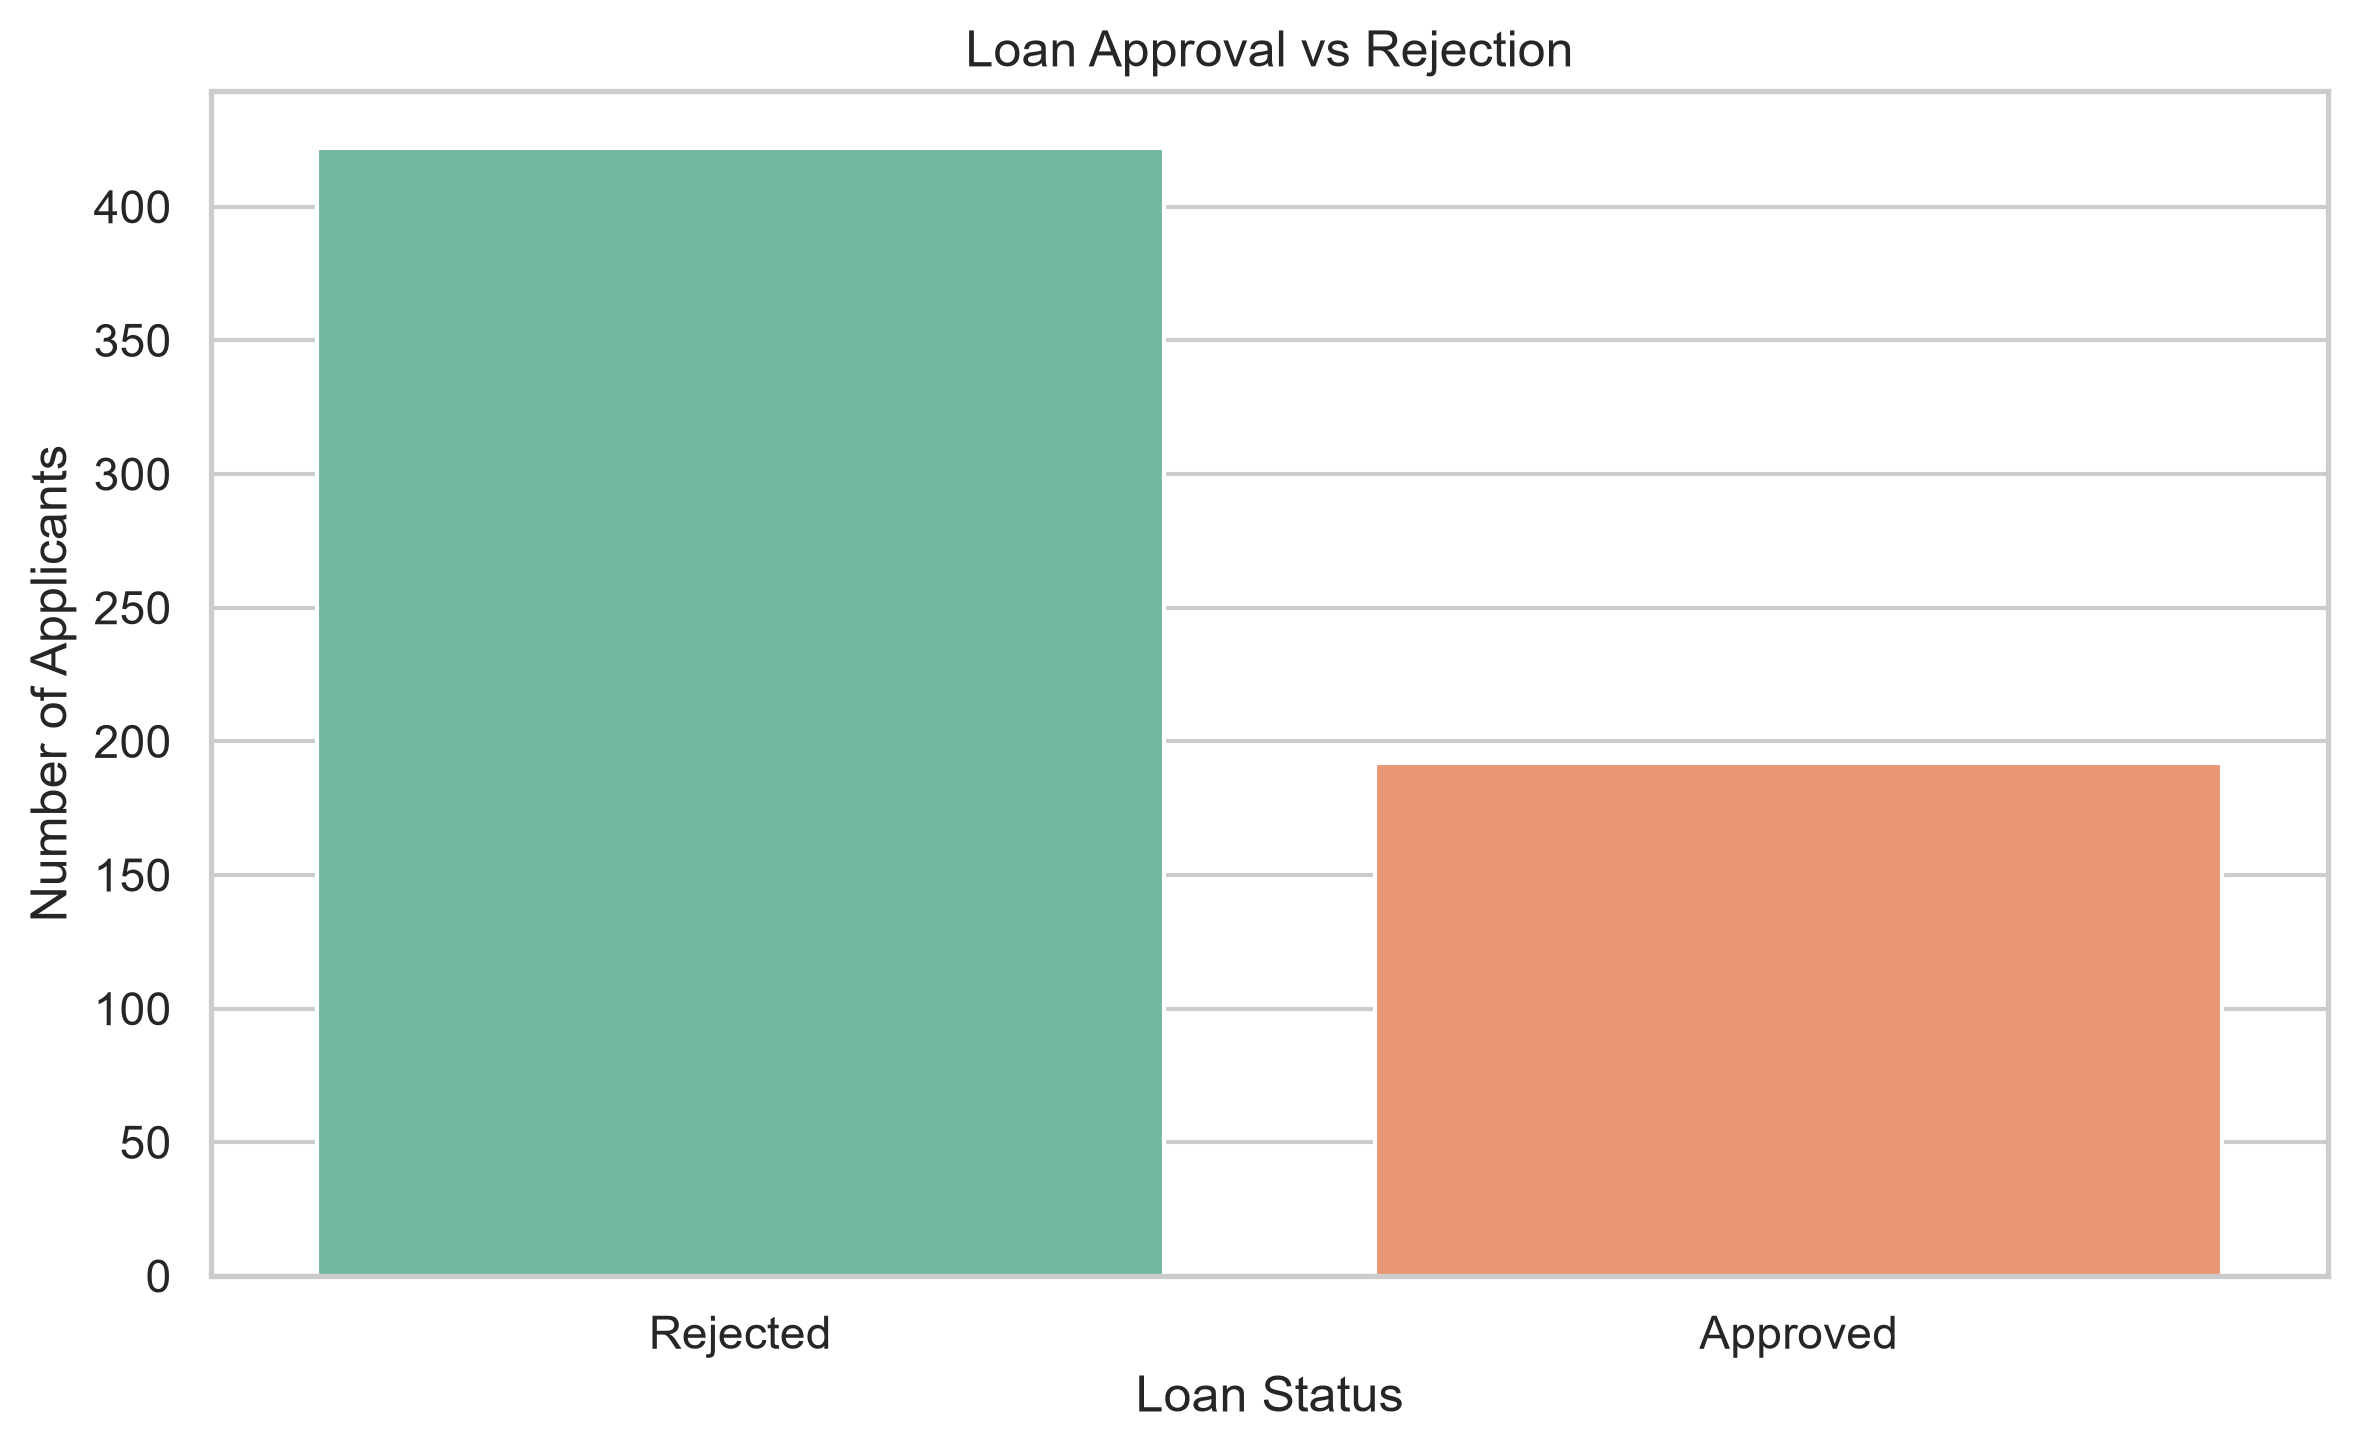 Loan Approval vs Rejection
Number of Applicants
400
350
300
250
200
150
100
50
0
Rejected Approved
Loan Status